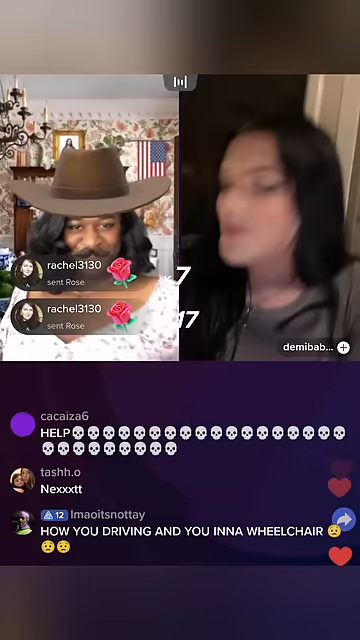 rachel3130
sent Rose
rachel3130
sent Rose
7
17
demibab...
cacaiza6
HELP💀💀💀💀💀💀💀💀💀💀💀💀💀💀💀💀💀💀
💀💀💀💀💀💀💀💀💀
tashh.o
Nexxxtt
12 lmaoitsnottay
HOW YOU DRIVING AND YOU INNA WHEELCHAIR 😟
😟😟